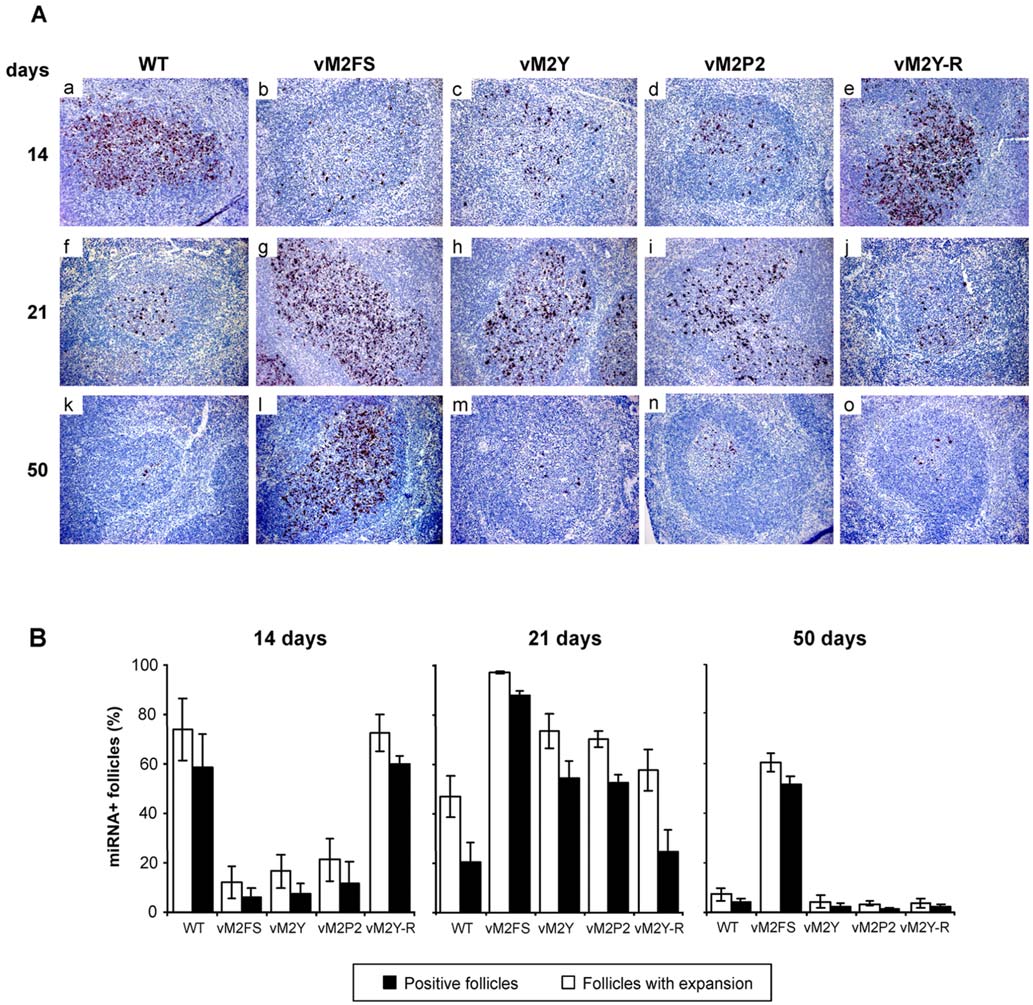 A
days WT vM2FS vM2Y vM2P2 vM2Y-R
a b c d e
14
f g h i j
21
k l m n o
50
B
14 days 21 days 50 days
miRNA+ follicles (%)
100
80
60
40
20
0
WT vM2FS vM2Y vM2P2 vM2Y-R WT vM2FS vM2Y vM2P2 vM2Y-R WT vM2FS vM2Y vM2P2 vM2Y-R
Positive follicles Follicles with expansion